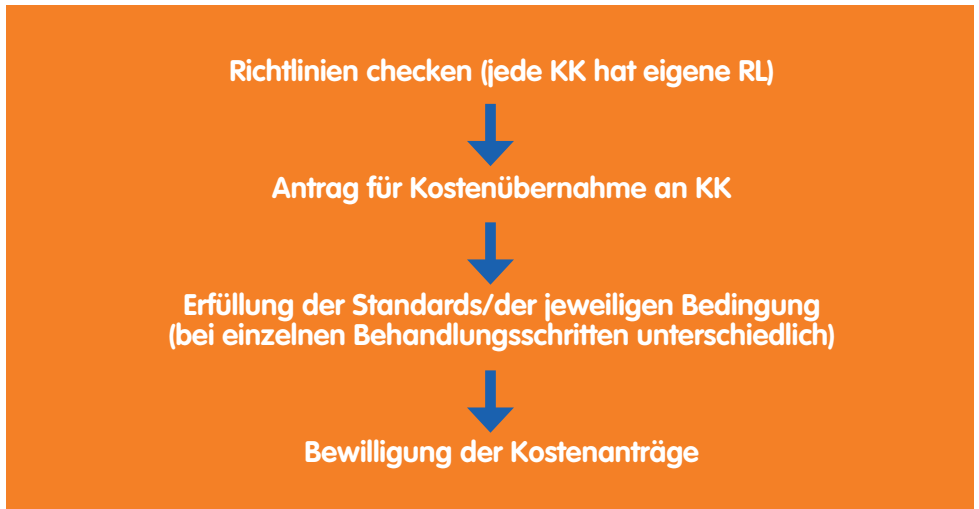 Richtlinien checken (jede KK hat eigene RL)
Antrag für Kostenübernahme an KK
Erfüllung der Standards/der jeweiligen Bedingung
(bei einzelnen Behandlungsschritten unterschiedlich)
Bewilligung der Kostenanträge